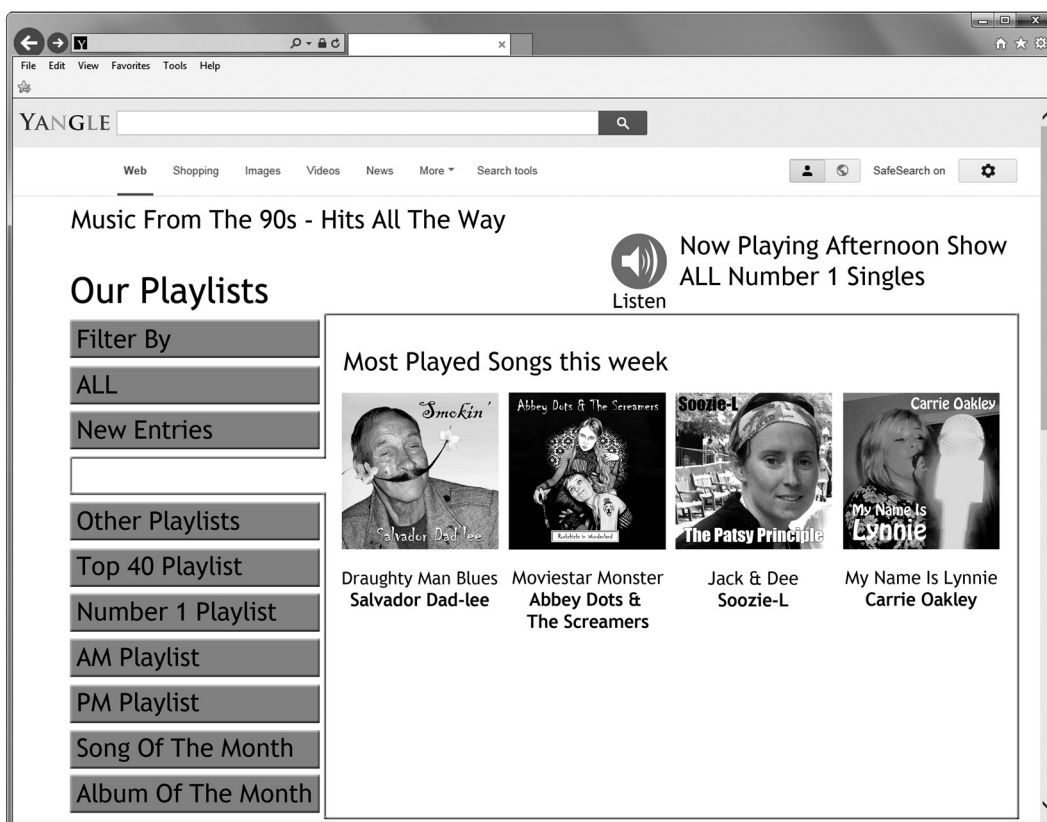 Y
File Edit View Favorites Tools Help
YANGLE
Web Shopping Images Videos News More Search tools SafeSearch on
Music From The 90s - Hits All The Way
Now Playing Afternoon Show
ALL Number 1 Singles
Listen
Our Playlists
Filter By
ALL
New Entries
Other Playlists
Top 40 Playlist
Number 1 Playlist
AM Playlist
PM Playlist
Song Of The Month
Album Of The Month
Most Played Songs this week
Smokin'
Salvador Dad-lee
Abbey Dots & The Screamers
Soozie-L
The Patsy Principle
Carrie Oakley
My Name Is
Lynnie
Draughty Man Blues
Salvador Dad-lee
Moviestar Monster
Abbey Dots &
The Screamers
Jack & Dee
Soozie-L
My Name Is Lynnie
Carrie Oakley